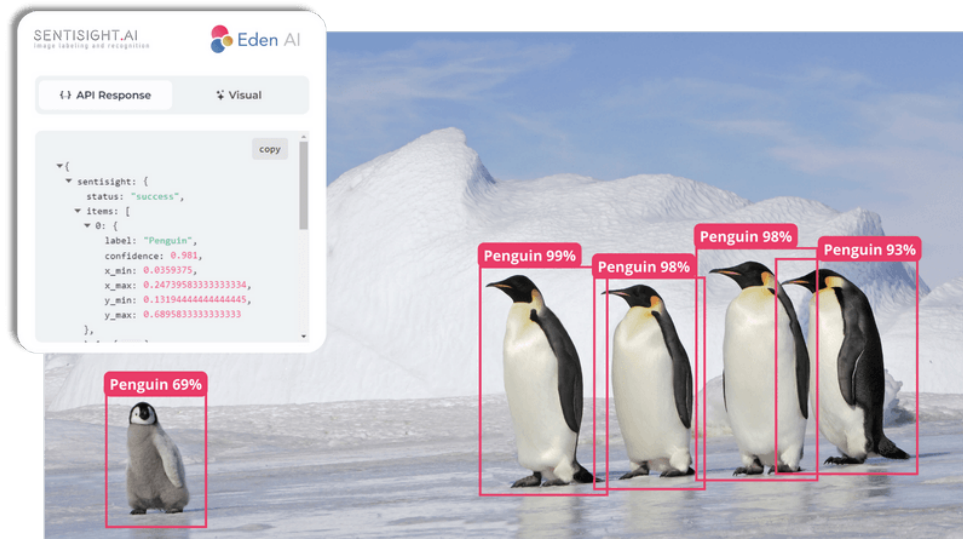 SENTISIGHT.AI
image labeling and recognition
Eden AI
{··} API Response
Visual
copy
{
sentisight: {
status: "success",
items: [
0: {
label: "Penguin",
confidence: 0.981,
x_min: 0.0359375,
x_max: 0.24739583333333334,
y_min: 0.13194444444444445,
y_max: 0.6895833333333333
},
Penguin 99%
Penguin 98%
Penguin 98%
Penguin 93%
Penguin 69%